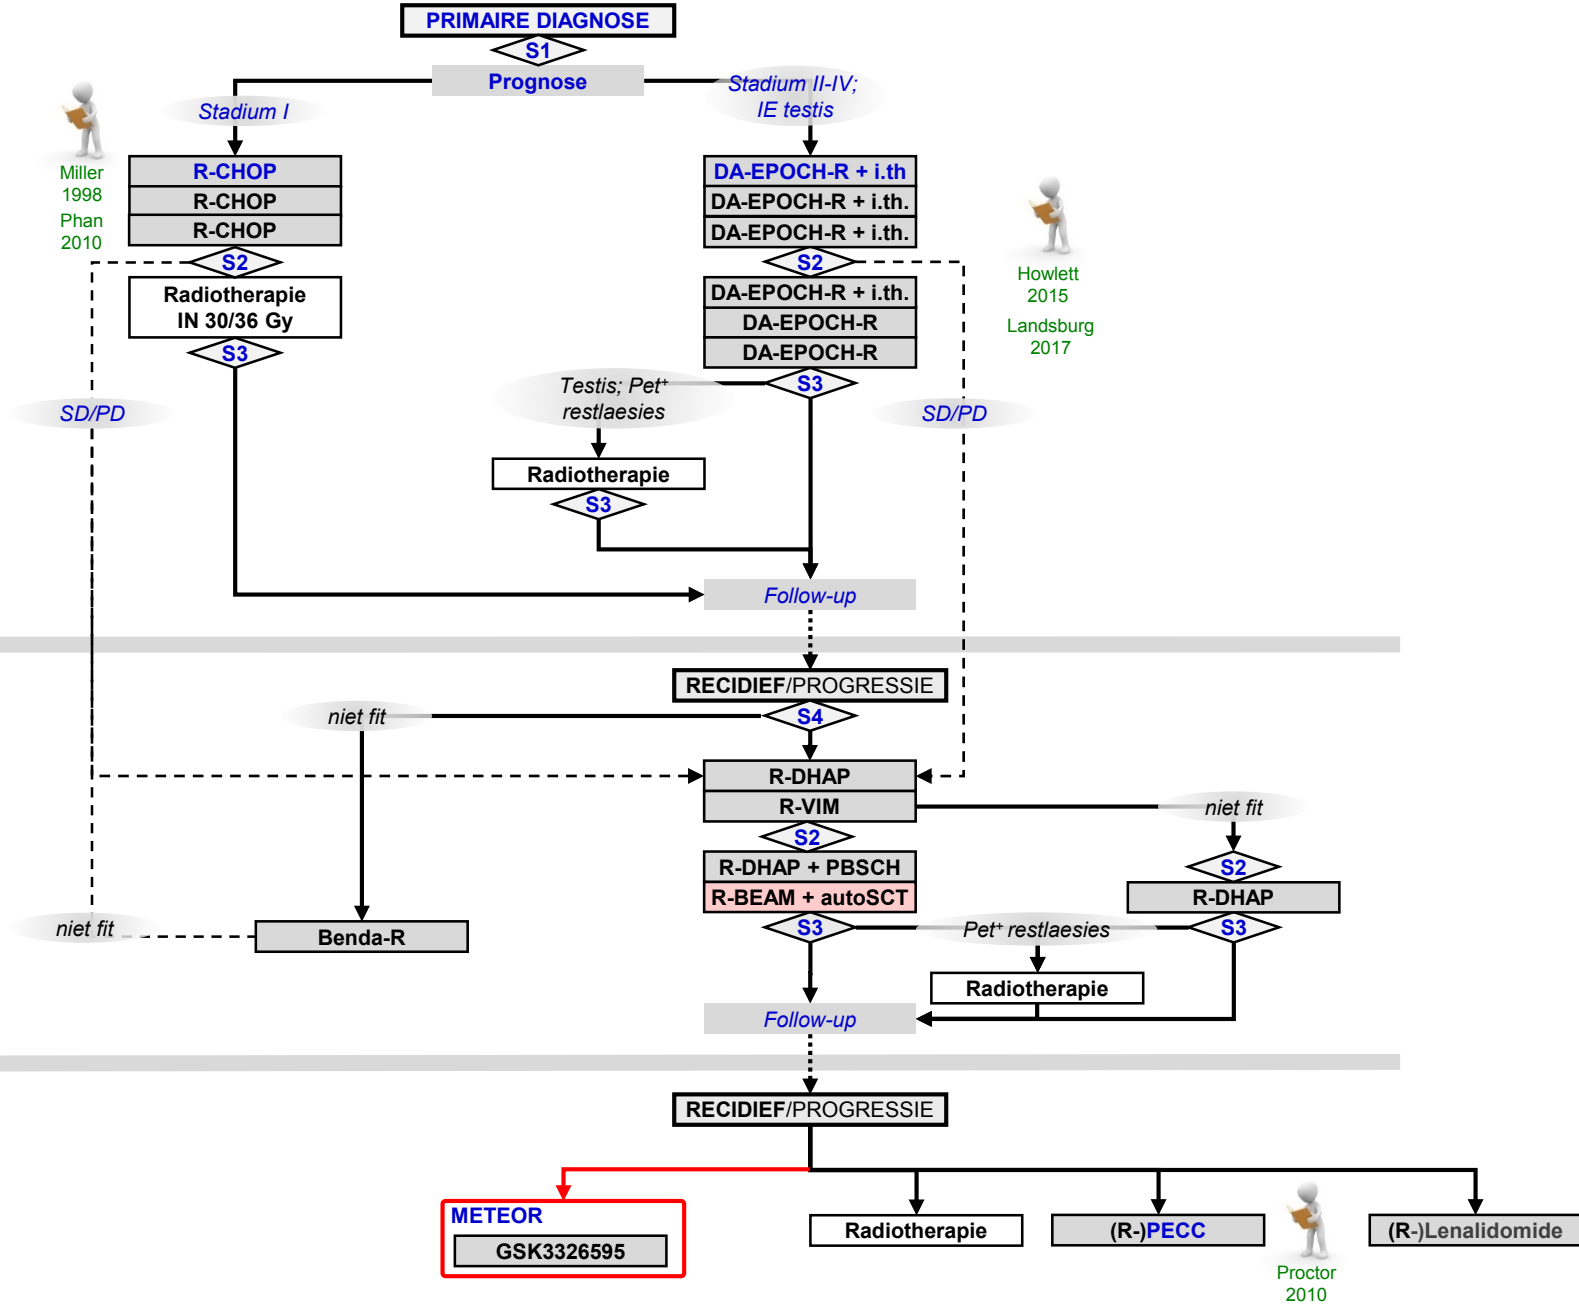 PRIMAIRE DIAGNOSE
S1
Prognose
Stadium I
Stadium II-IV;
IE testis
Miller
1998
Phan
2010
R-CHOP
R-CHOP
R-CHOP
S2
Radiotherapie
IN 30/36 Gy
S3
DA-EPOCH-R + i.th
DA-EPOCH-R + i.th.
DA-EPOCH-R + i.th.
S2
DA-EPOCH-R + i.th.
DA-EPOCH-R
DA-EPOCH-R
S3
Howlett
2015
Landsburg
2017
Testis; Pet+
restlaesies
SD/PD
SD/PD
Radiotherapie
S3
Follow-up
RECIDIEF/PROGRESSIE
S4
niet fit
R-DHAP
R-VIM
S2
niet fit
S2
R-DHAP + PBSCH
R-BEAM + autoSCT
S3
R-DHAP
S3
niet fit
Benda-R
Pet+ restlaesies
Radiotherapie
Follow-up
RECIDIEF/PROGRESSIE
METEOR
GSK3326595
Radiotherapie
(R-)PECC
(R-)Lenalidomide
Proctor
2010